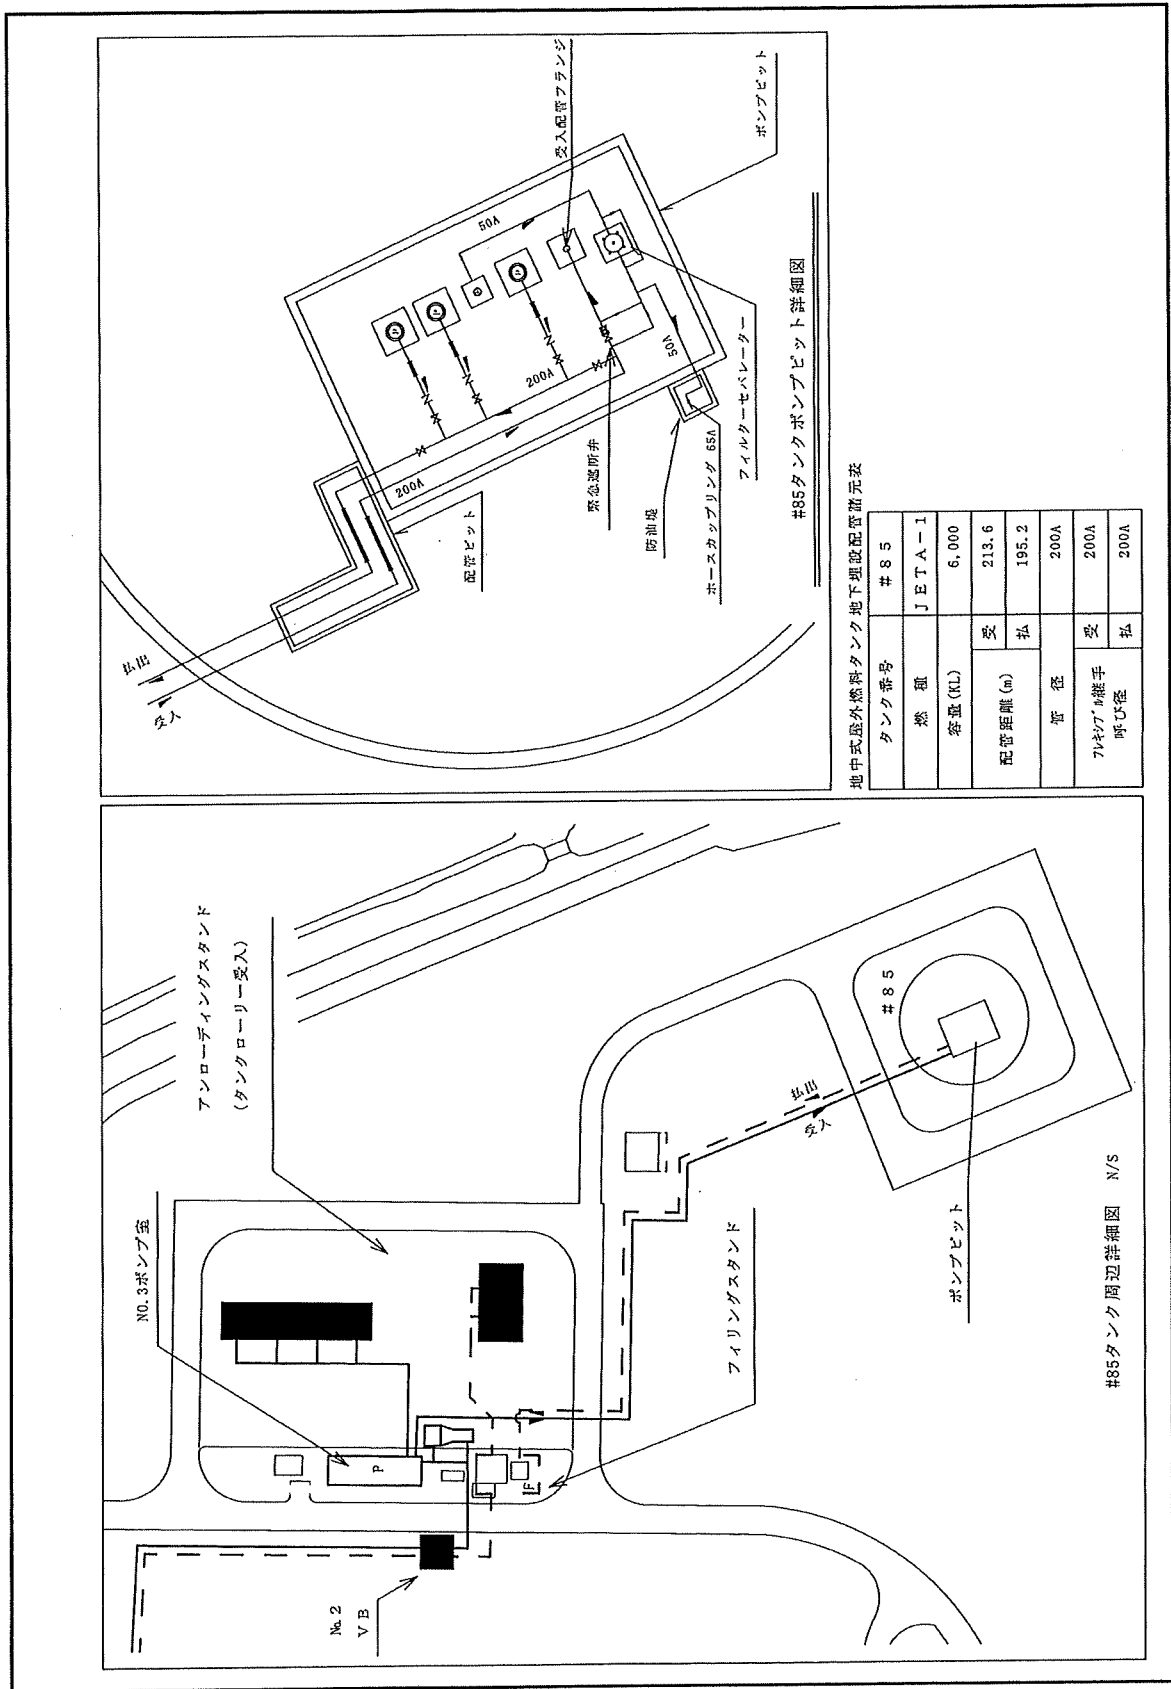 アンローディングスタンド
(タンクローリー受入)
NO.3ポンプ室
P
F
№2
VB
#85
払出
受入
フィリングスタンド
ポンプピット
#85タンク周辺詳細図 N/S
払出
受入
配管ピット
200A
200A
50A
50A
受入配管フランジ
ポンプピット
緊急遮断弁
防油堤
ホースカップリング 65A
フィルターセパレーター
#85タンクポンプピット詳細図
地中式屋外燃料タンク地下埋設配管諸元表
タンク番号 #85
燃種 JETA-1
容量(KL) 6,000
配管距離(m) 受 213.6
払 195.2
管径 200A
フレキシブル継手呼び径 受 200A
払 200A